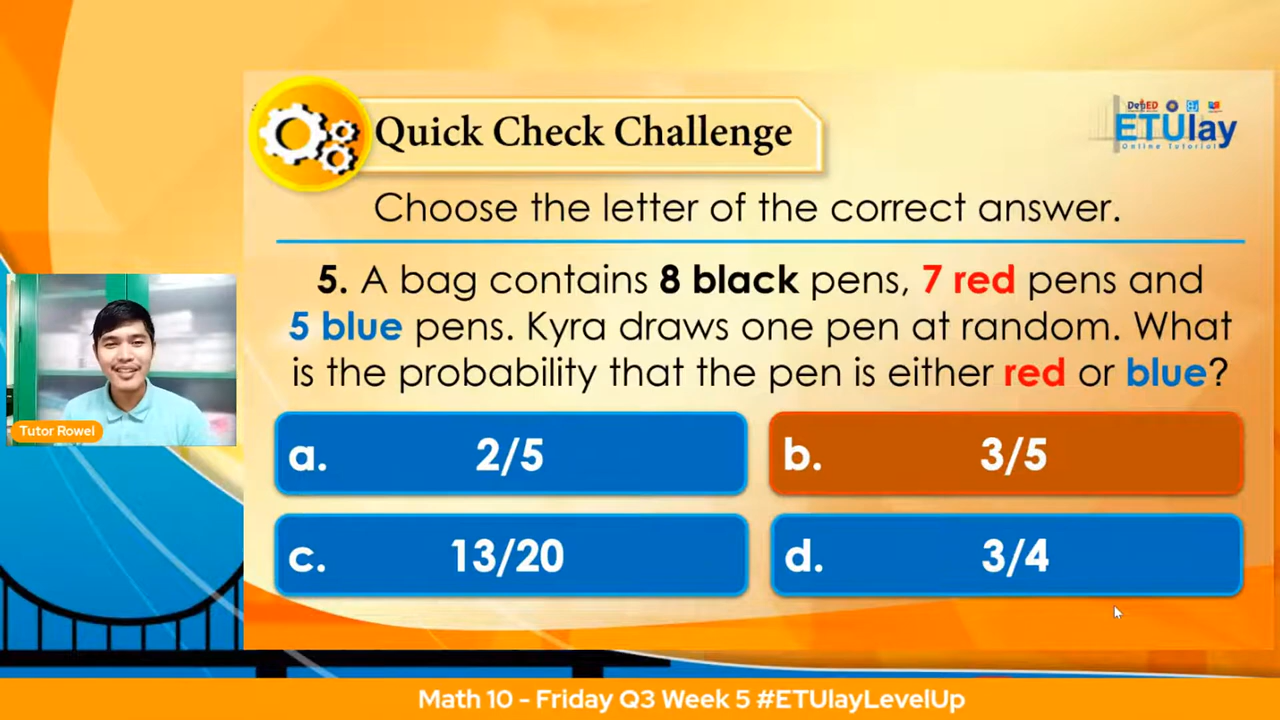 Quick Check Challenge
DepED
ETUlay
Online Tutorial
Choose the letter of the correct answer.
5. A bag contains 8 black pens, 7 red pens and
5 blue pens. Kyra draws one pen at random. What
is the probability that the pen is either red or blue?
a. 2/5
b. 3/5
c. 13/20
d. 3/4
Tutor Rowel
Math 10 - Friday Q3 Week 5 #ETUlayLevelUp